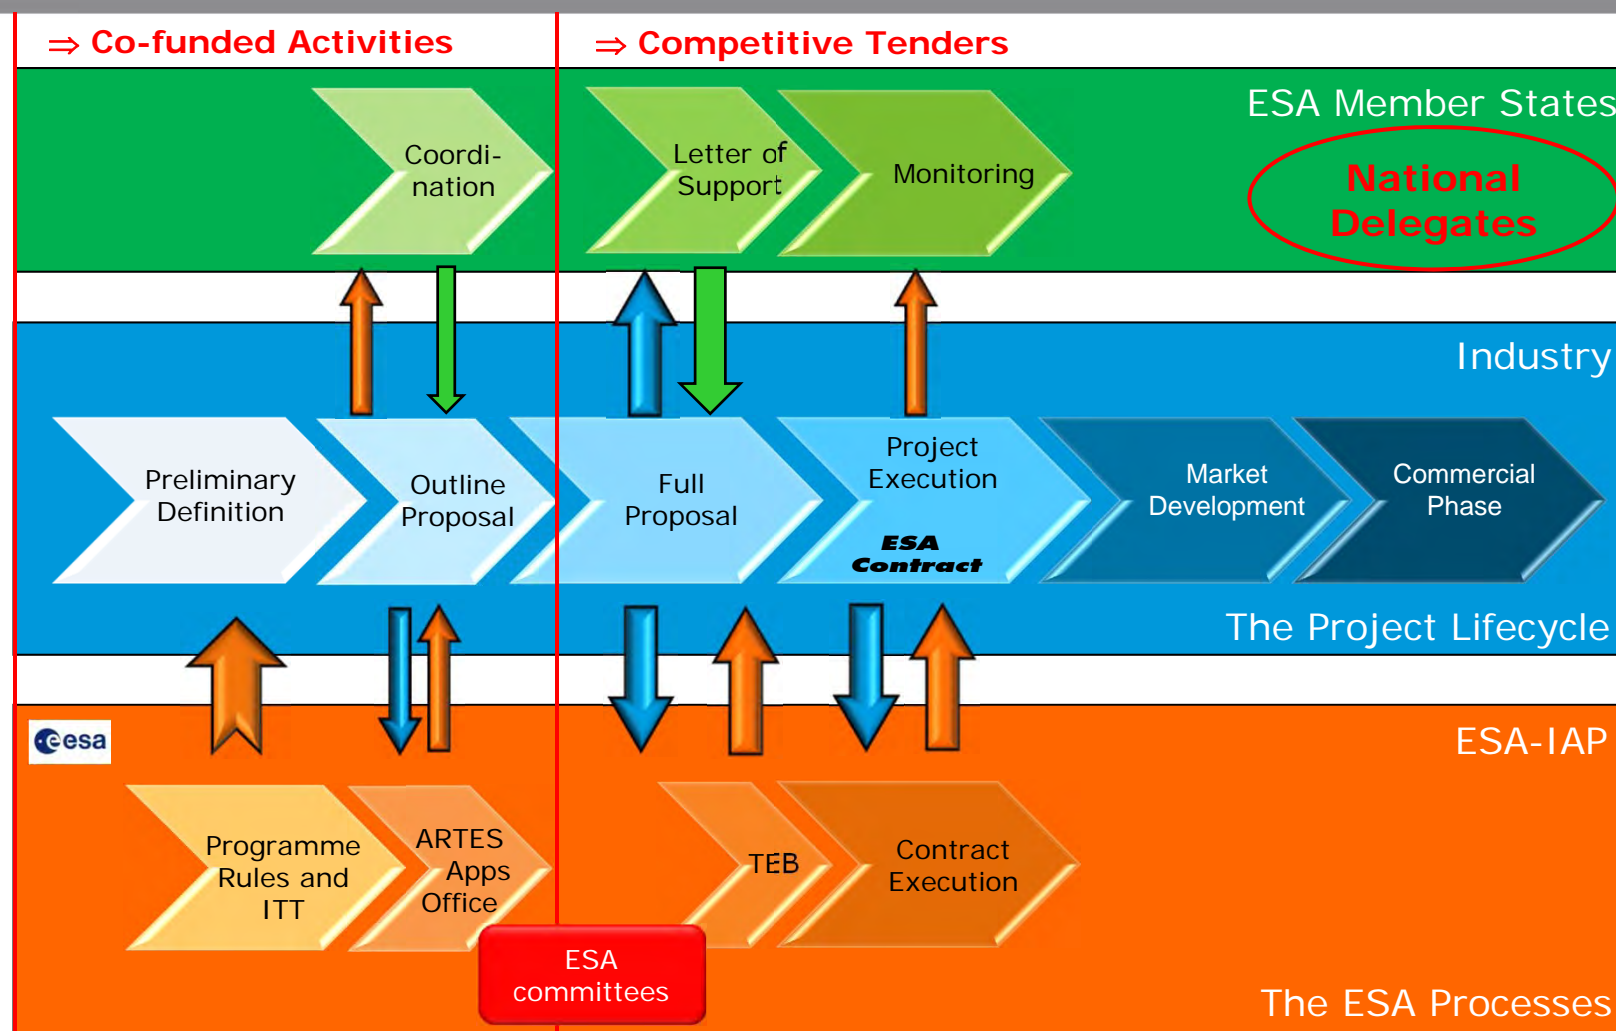 ⇒ Co-funded Activities
⇒ Competitive Tenders
ESA Member States
National
Delegates
Coordi-
nation
Letter of
Support
Monitoring
Industry
Preliminary
Definition
Outline
Proposal
Full
Proposal
Project
Execution
ESA
Contract
Market
Development
Commercial
Phase
The Project Lifecycle
esa
ESA-IAP
Programme
Rules and
ITT
ARTES
Apps
Office
TEB
Contract
Execution
ESA
committees
The ESA Processes